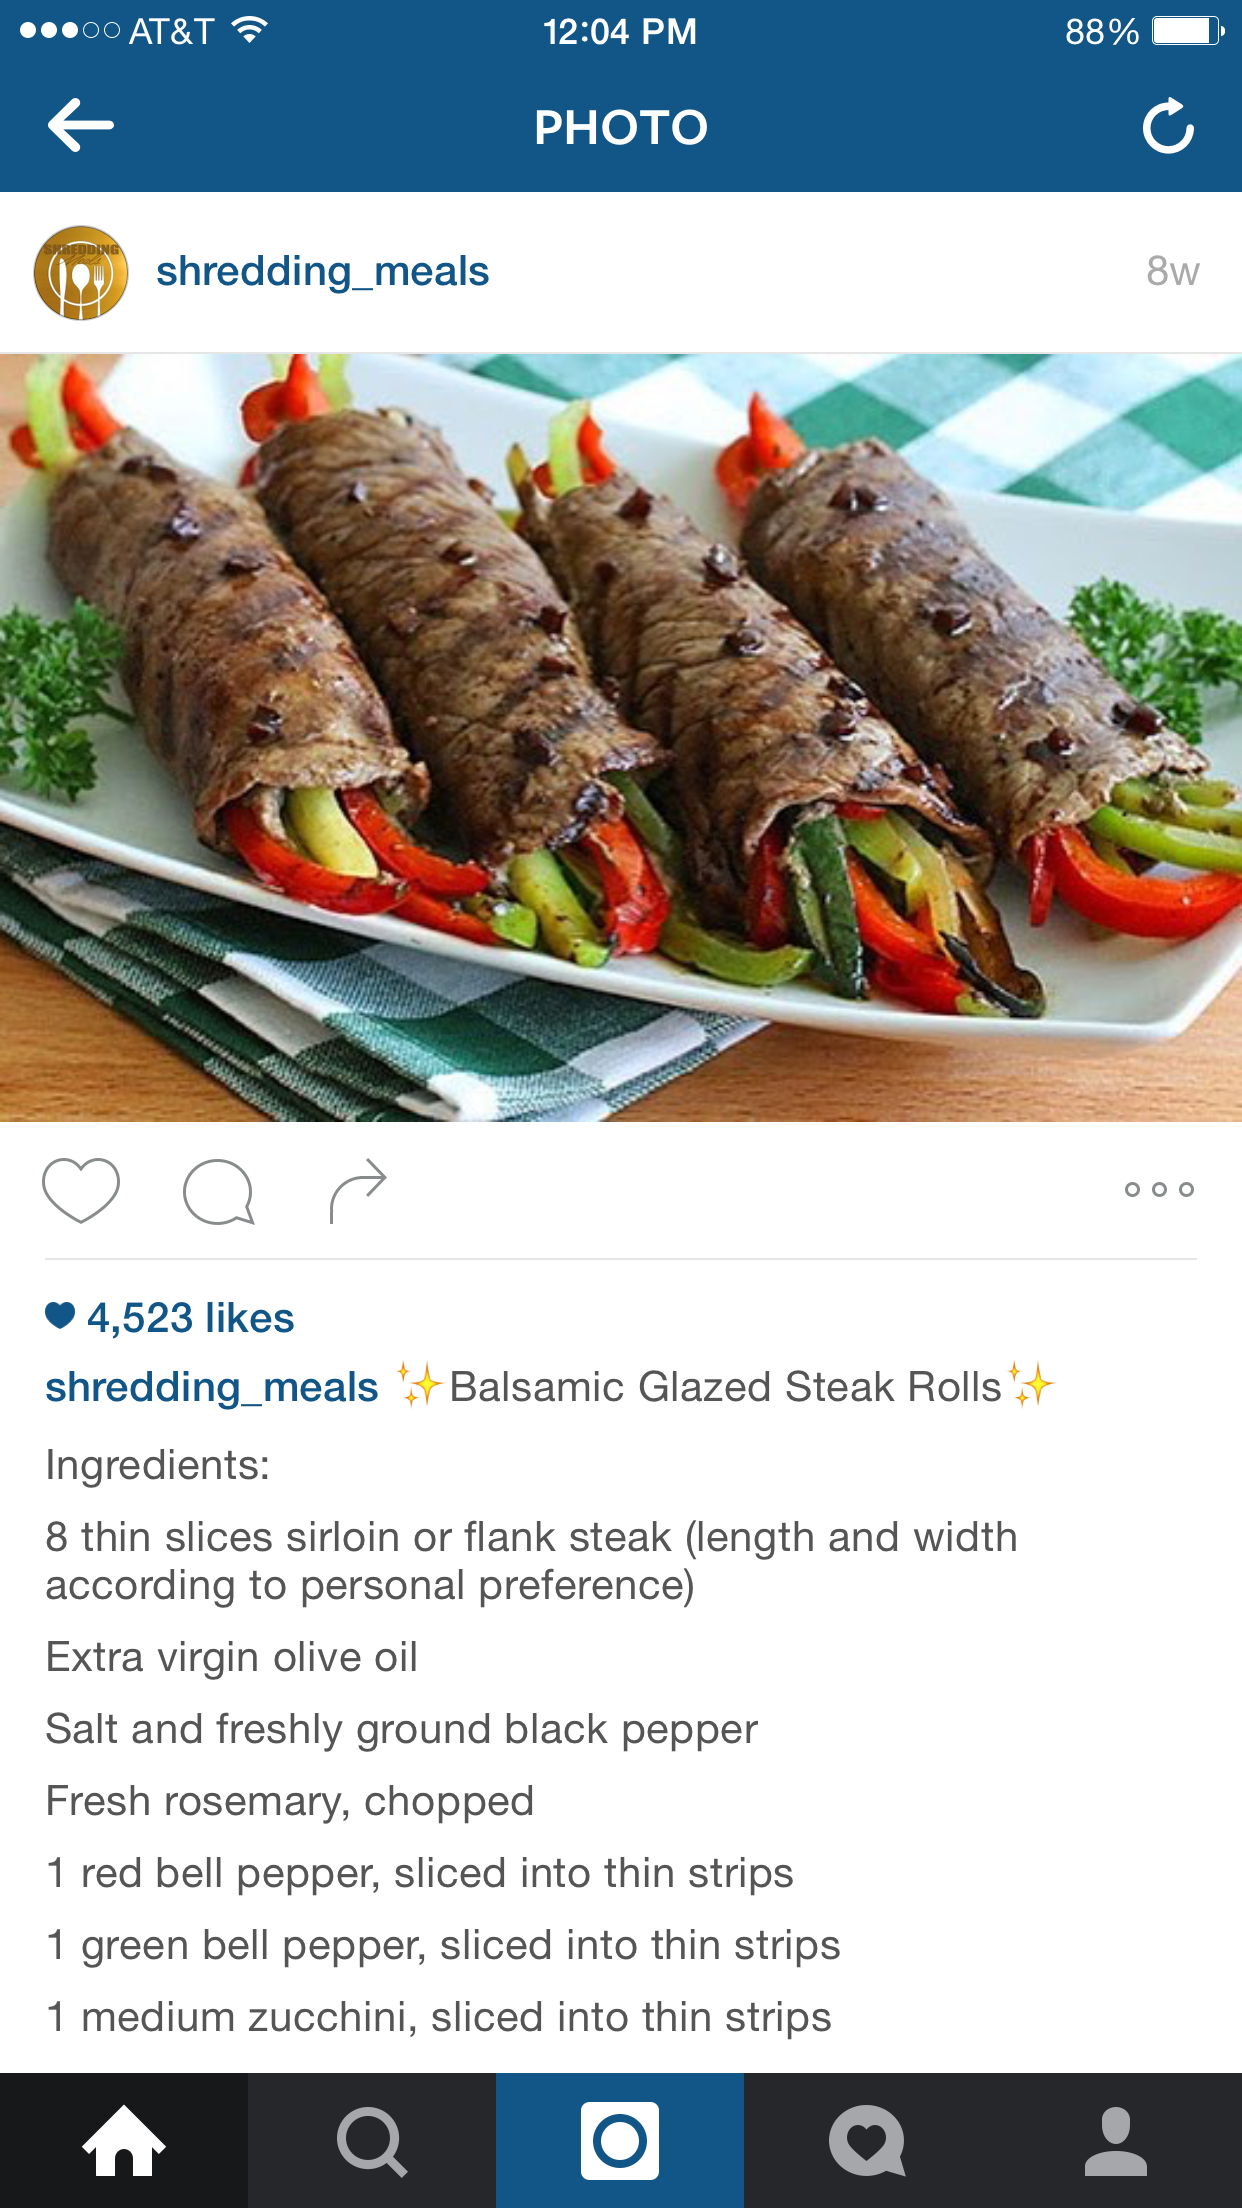 AT&T 12:04 PM 88%
PHOTO
SHREDDING
shredding_meals 8w
4,523 likes
shredding_meals ✨Balsamic Glazed Steak Rolls✨
Ingredients:
8 thin slices sirloin or flank steak (length and width
according to personal preference)
Extra virgin olive oil
Salt and freshly ground black pepper
Fresh rosemary, chopped
1 red bell pepper, sliced into thin strips
1 green bell pepper, sliced into thin strips
1 medium zucchini, sliced into thin strips